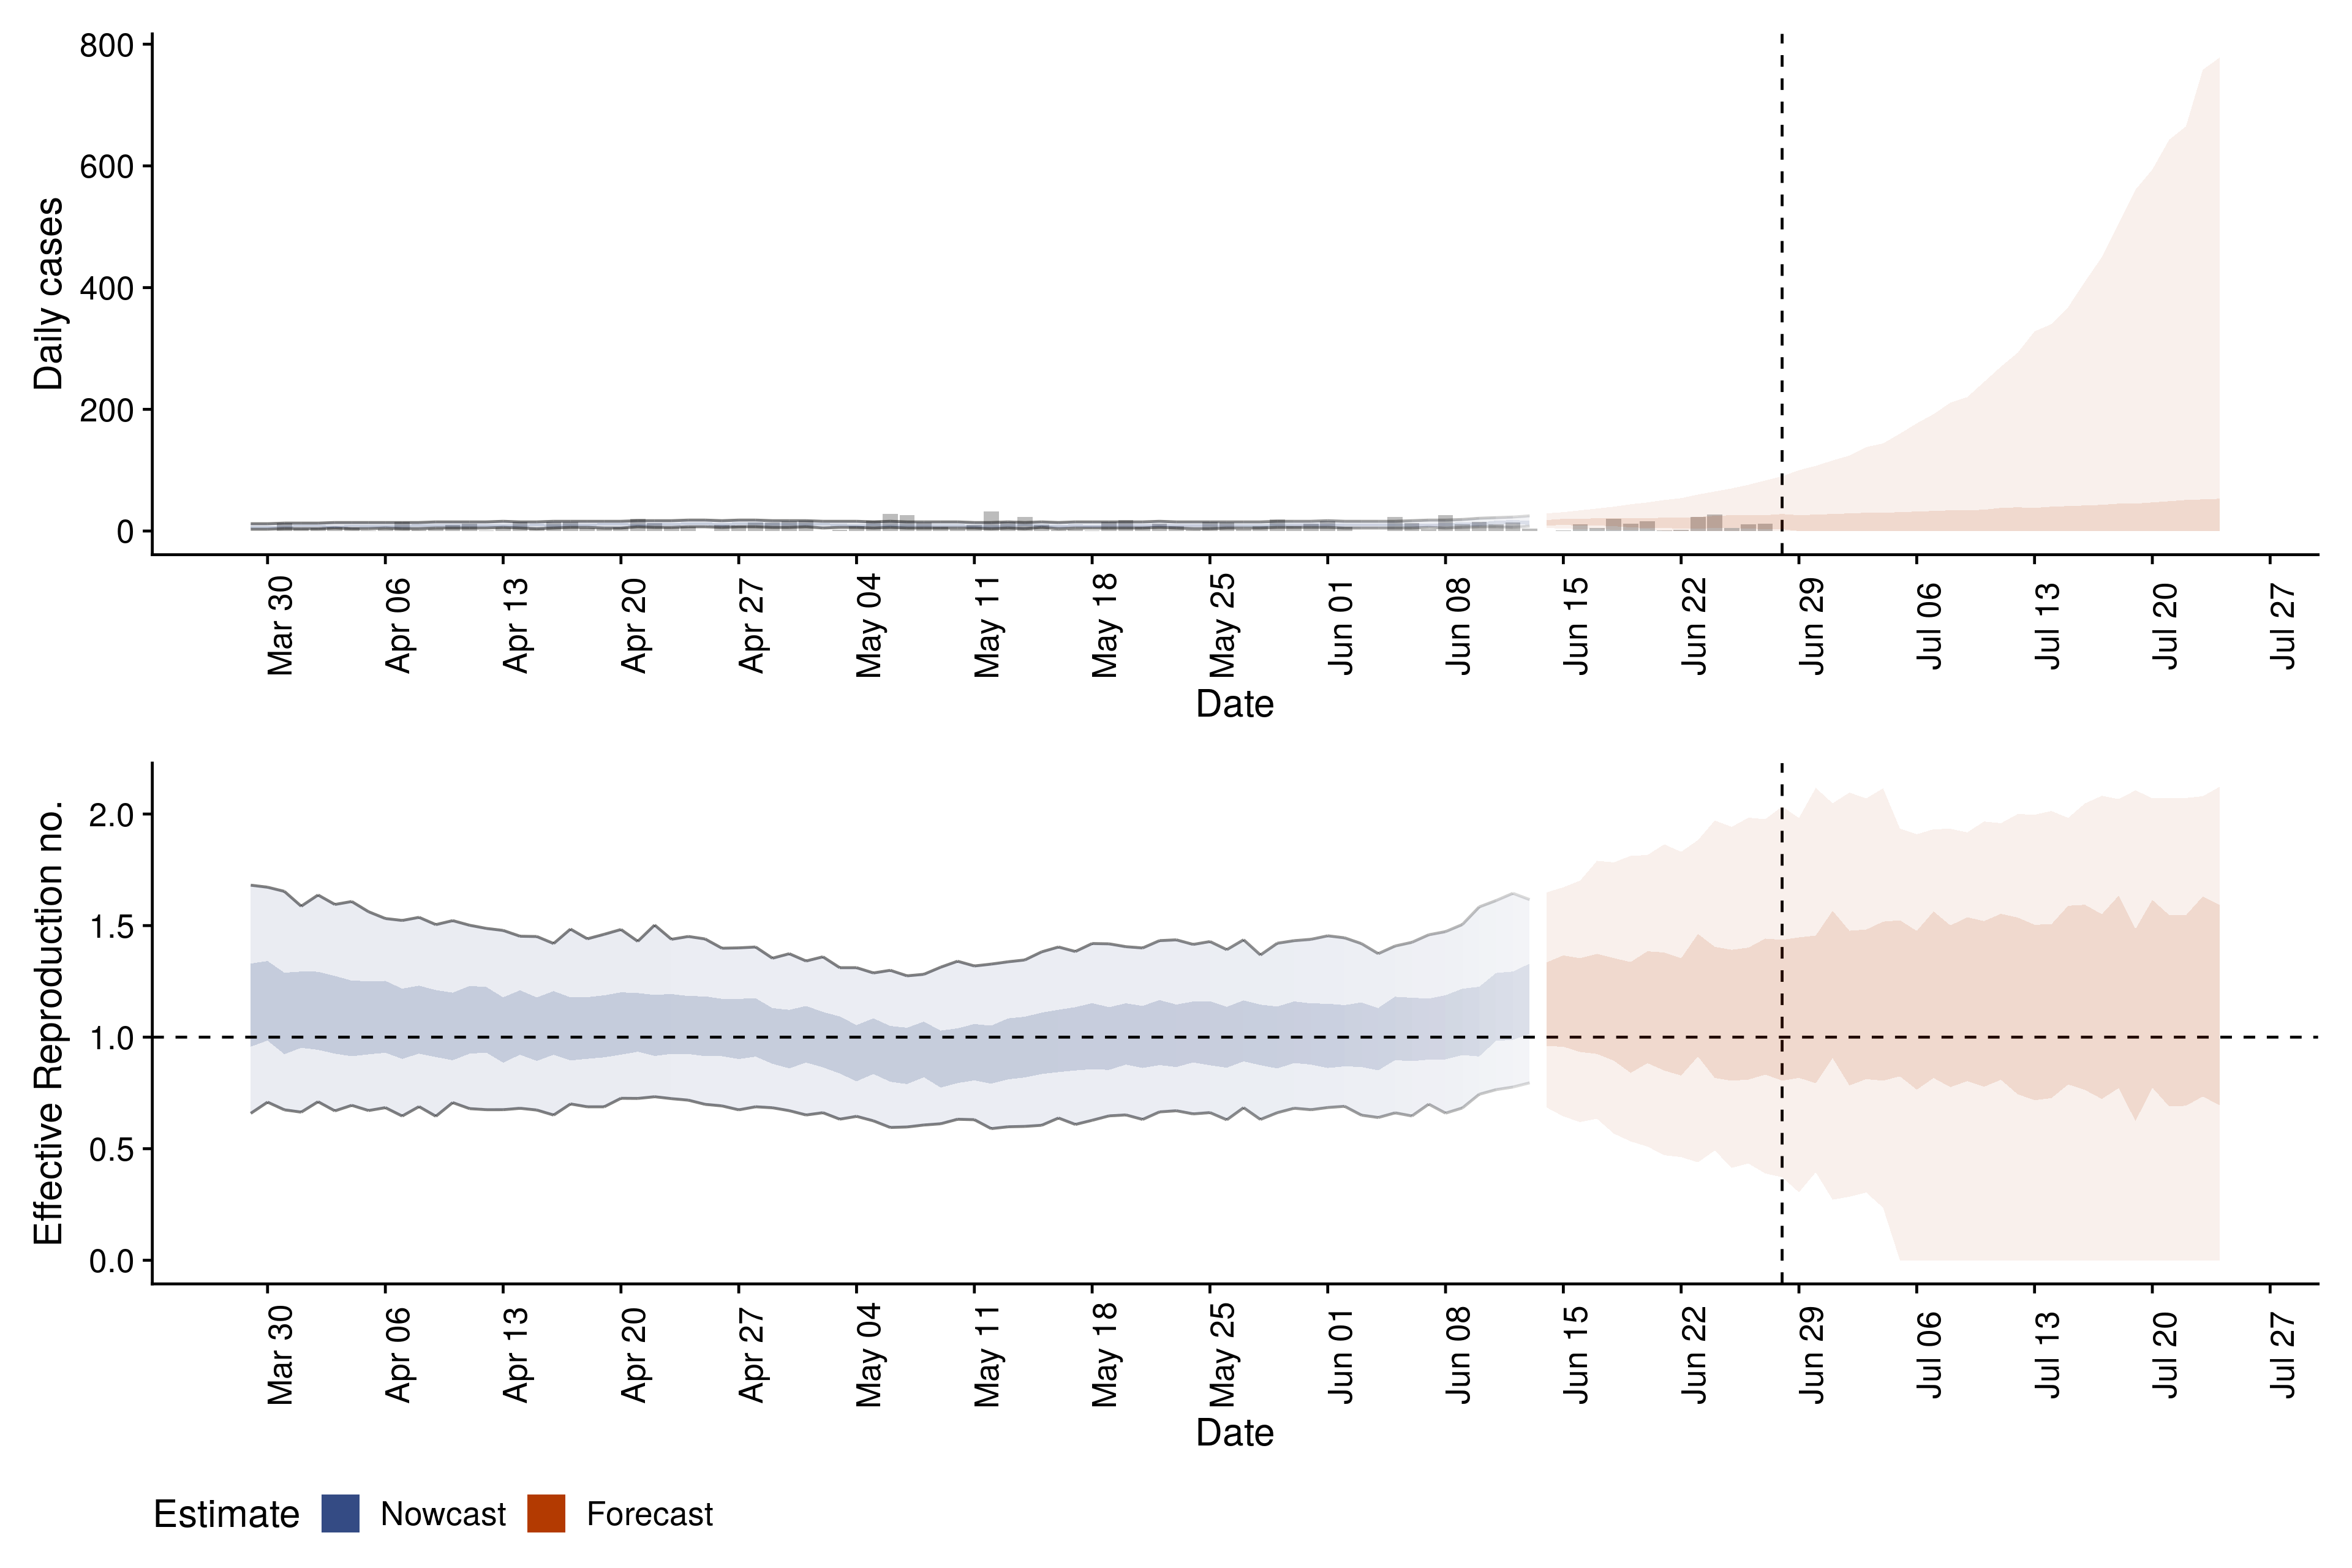 800
600
400
200
0
Daily cases
Mar 30
Apr 06
Apr 13
Apr 20
Apr 27
May 04
May 11
May 18
May 25
Jun 01
Jun 08
Jun 15
Jun 22
Jun 29
Jul 06
Jul 13
Jul 20
Jul 27
Date
2.0
1.5
1.0
0.5
0.0
Effective Reproduction no.
Mar 30
Apr 06
Apr 13
Apr 20
Apr 27
May 04
May 11
May 18
May 25
Jun 01
Jun 08
Jun 15
Jun 22
Jun 29
Jul 06
Jul 13
Jul 20
Jul 27
Date
Estimate Nowcast Forecast